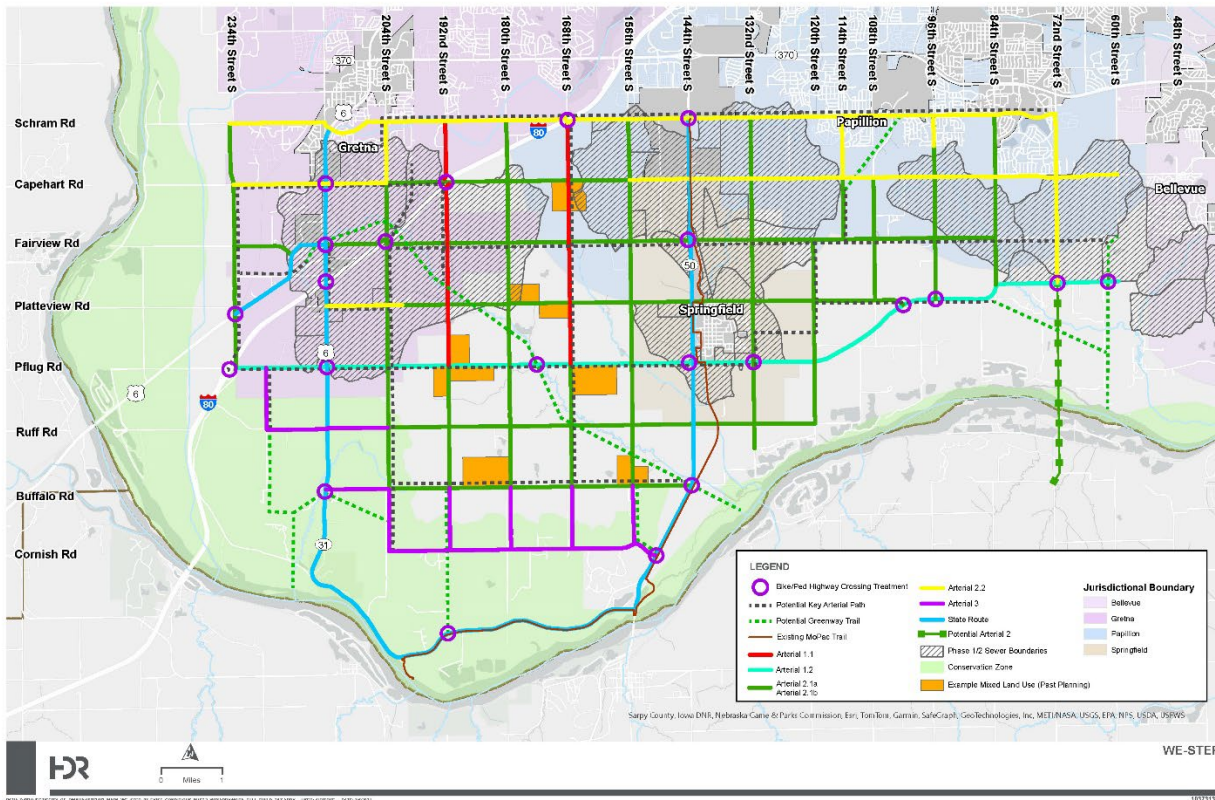 234th Street S
204th Street S
192nd Street S
180th Street S
168th Street S
156th Street S
144th Street S
132nd Street S
120th Street S
114th Street S
108th Street S
96th Street S
84th Street S
72nd Street S
60th Street S
48th Street S
370
370
6
Schram Rd
Papillion
80
Gretna
Capehart Rd
Bellevue
Fairview Rd
50
Platteview Rd
Springfield
6
Pflug Rd
6
80
Ruff Rd
Buffalo Rd
31
Cornish Rd
LEGEND
Bike/Ped Highway Crossing Treatment
Potential Key Arterial Path
Potential Greenway Trail
Existing MoPac Trail
Arterial 1.1
Arterial 1.2
Arterial 2.1a
Arterial 2.1b
Arterial 2.2
Arterial 3
State Route
Potential Arterial 2
Phase 1/2 Sewer Boundaries
Conservation Zone
Example Mixed Land Use (Past Planning)
Jurisdictional Boundary
Bellevue
Gretna
Papillion
Springfield
Sarpy County, Iowa DNR, Nebraska Game & Parks Commission, Esri, TomTom, Garmin, SafeGraph, GeoTechnologies, Inc, METI/NASA, USGS, EPA, NPS, USDA, USFWS
HDR
0 Miles 1
WE-STEP